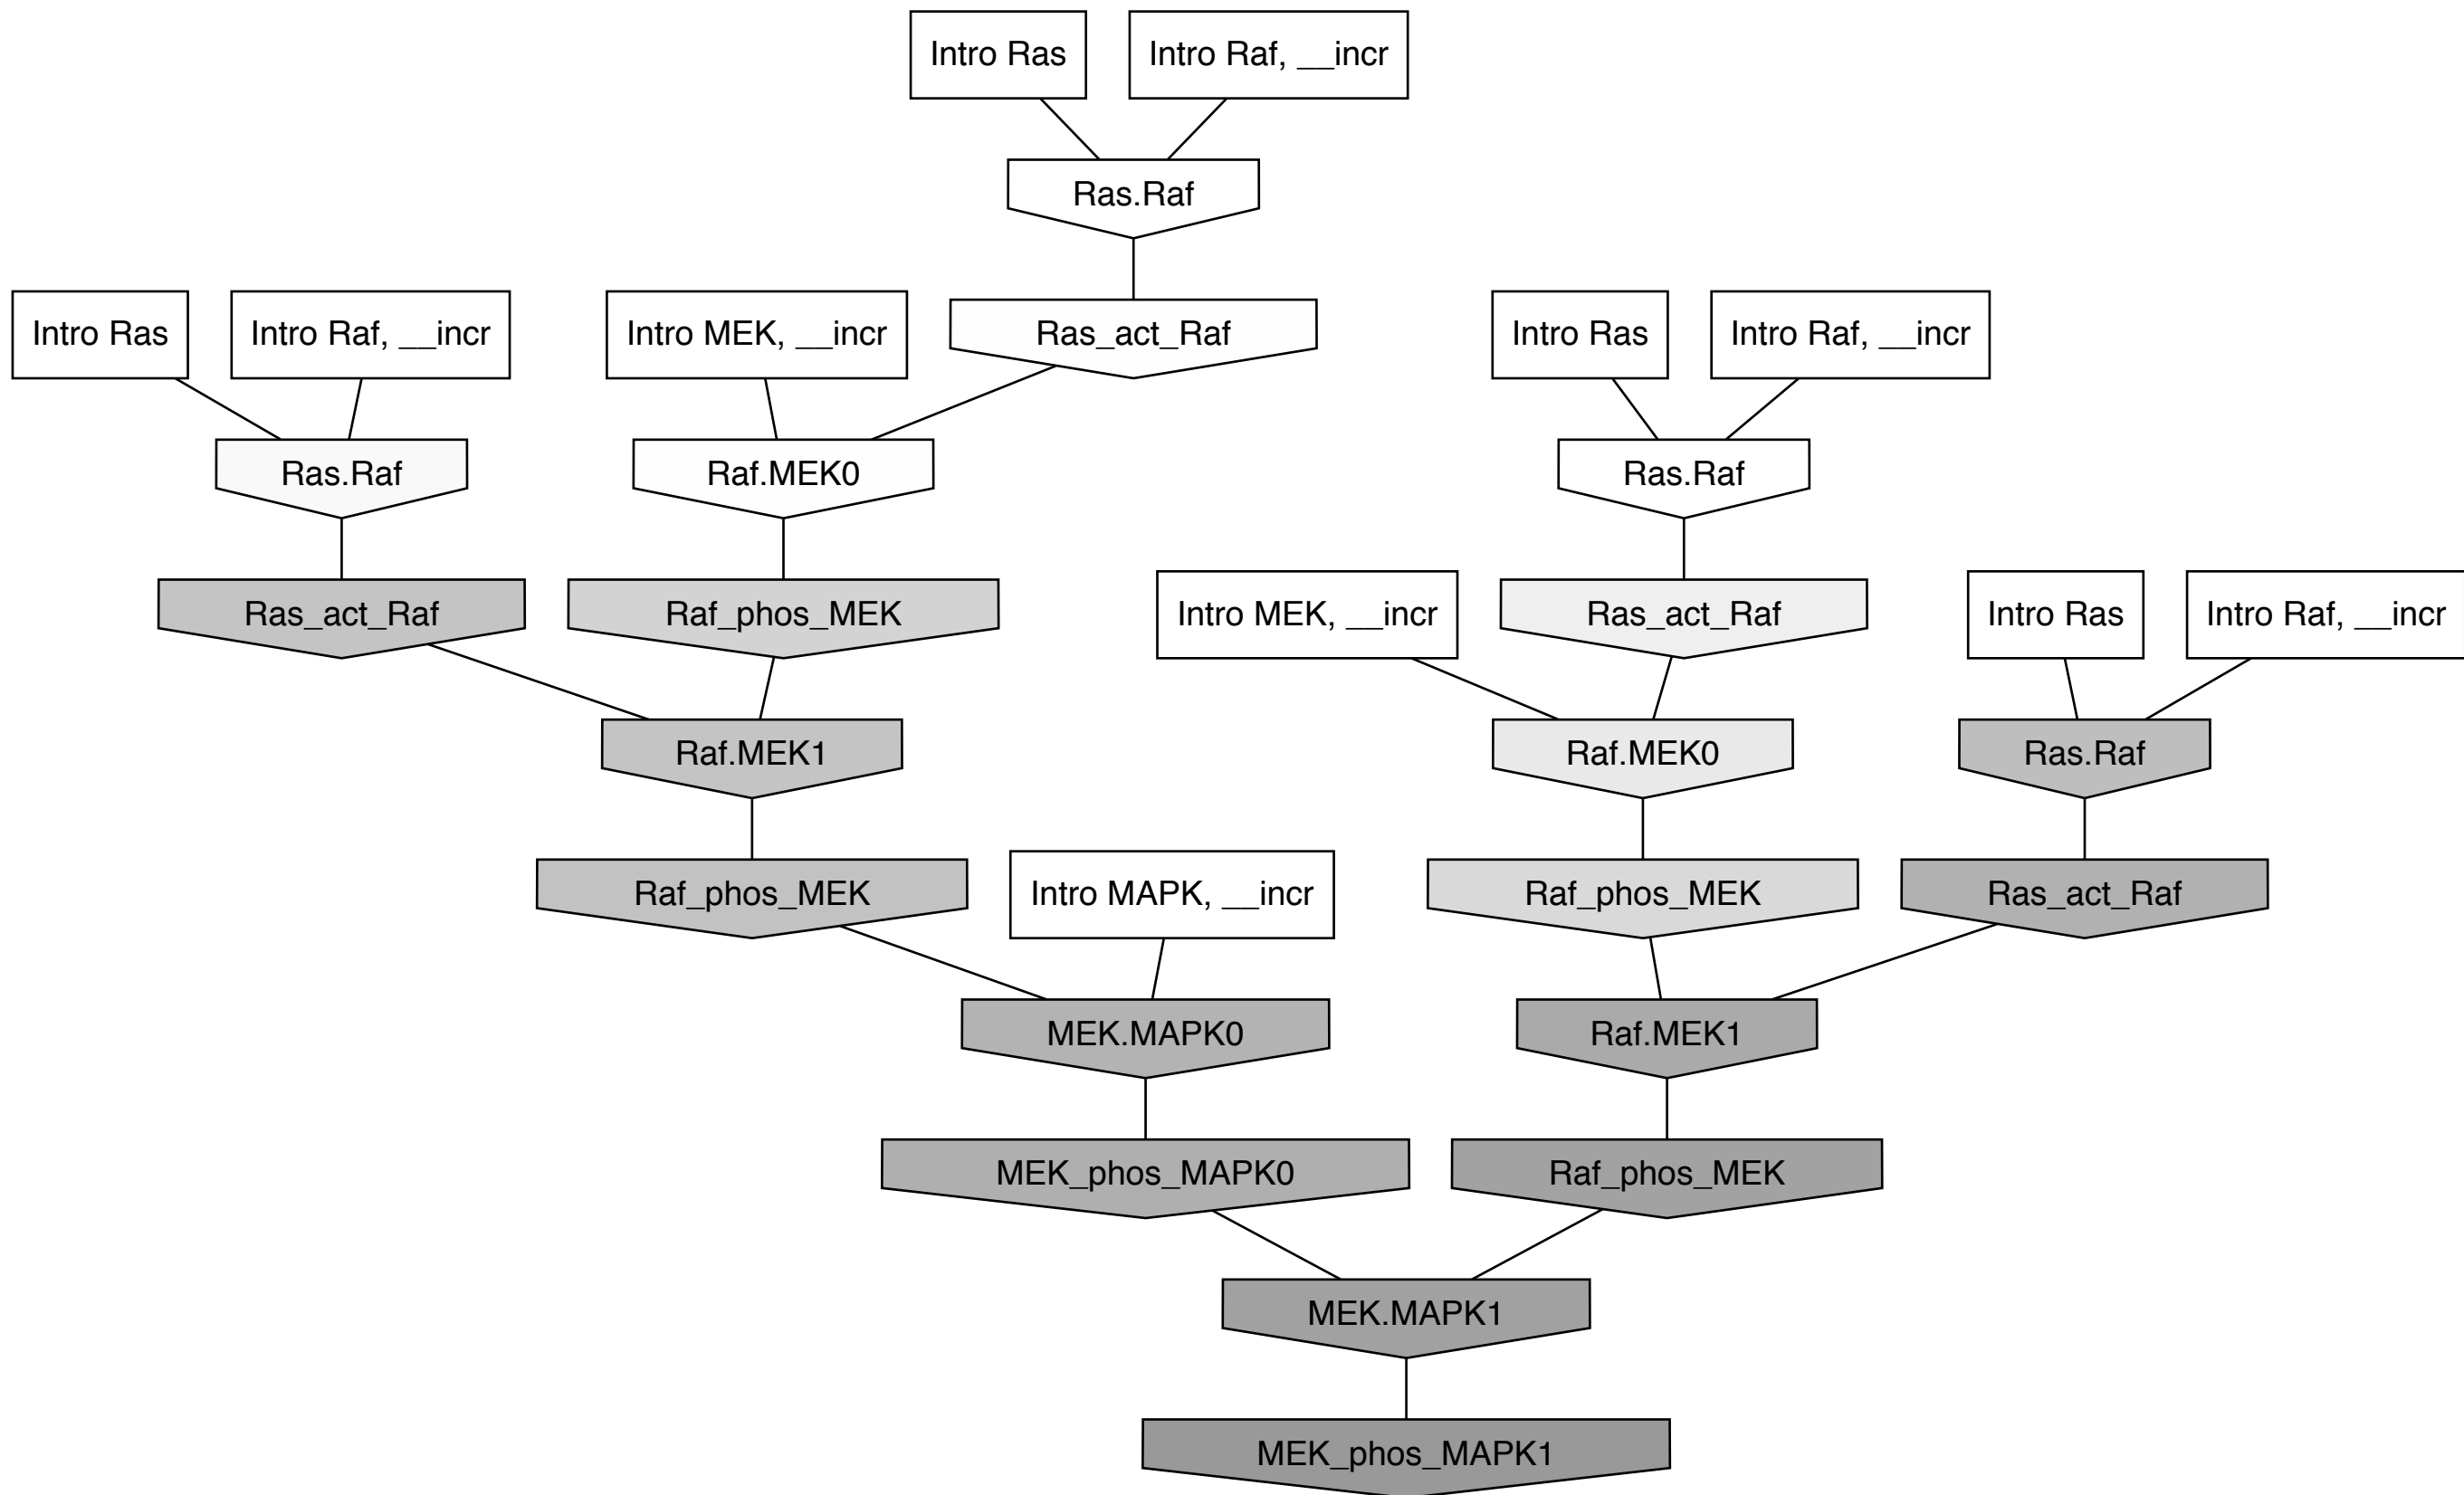 Intro Ras
Intro Raf, __incr
Ras.Raf
Intro Ras
Intro Raf, __incr
Intro MEK, __incr
Ras_act_Raf
Intro Ras
Intro Raf, __incr
Ras.Raf
Raf.MEK0
Ras.Raf
Ras_act_Raf
Raf_phos_MEK
Intro MEK, __incr
Ras_act_Raf
Intro Ras
Intro Raf, __incr
Raf.MEK1
Raf.MEK0
Ras.Raf
Raf_phos_MEK
Intro MAPK, __incr
Raf_phos_MEK
Ras_act_Raf
MEK.MAPK0
Raf.MEK1
MEK_phos_MAPK0
Raf_phos_MEK
MEK.MAPK1
MEK_phos_MAPK1